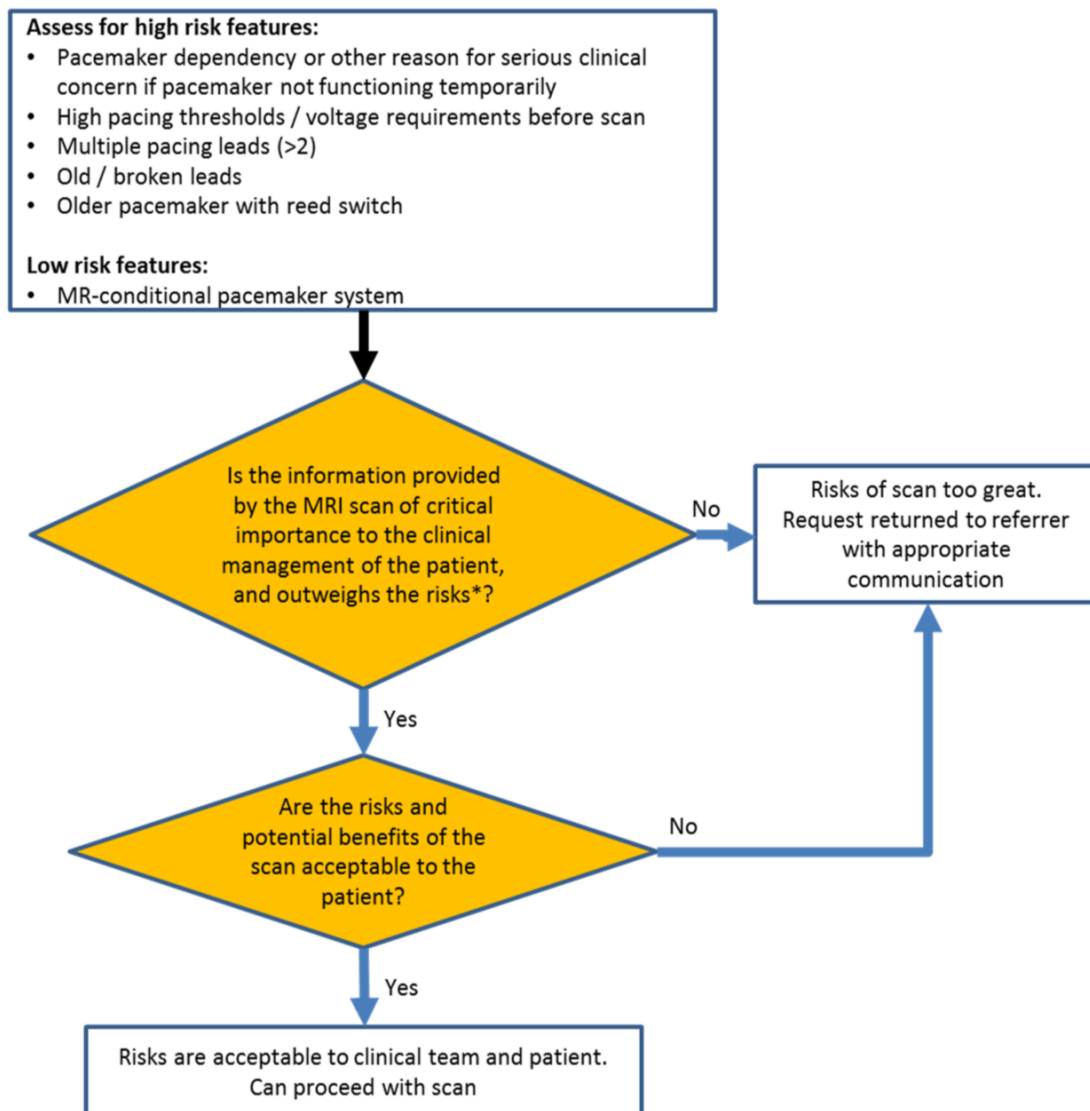 Assess for high risk features:
• Pacemaker dependency or other reason for serious clinical
concern if pacemaker not functioning temporarily
• High pacing thresholds / voltage requirements before scan
• Multiple pacing leads (>2)
• Old / broken leads
• Older pacemaker with reed switch
Low risk features:
• MR-conditional pacemaker system
Is the information provided
by the MRI scan of critical
importance to the clinical
management of the patient,
and outweighs the risks*?
No
Risks of scan too great.
Request returned to referrer
with appropriate
communication
Yes
Are the risks and
potential benefits of the
scan acceptable to the
patient?
No
Yes
Risks are acceptable to clinical team and patient.
Can proceed with scan